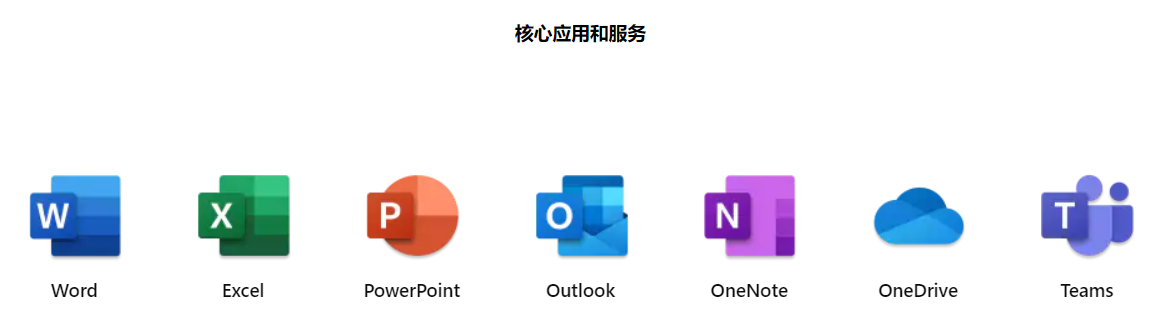 核心应用和服务
W X P O N T
Word Excel PowerPoint Outlook OneNote OneDrive Teams